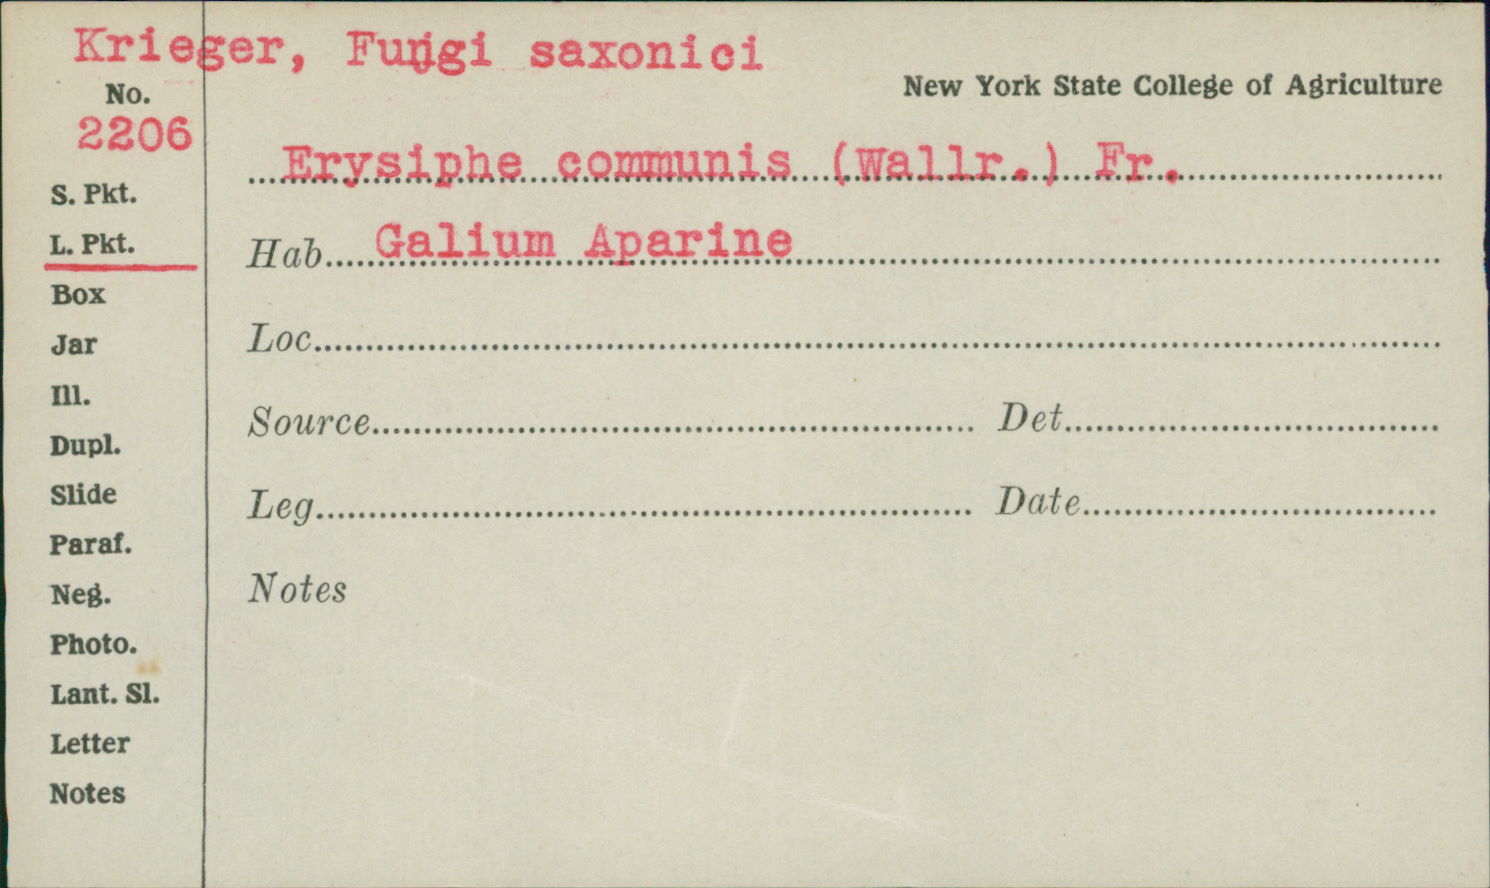 Krieger, Fungi saxonici
No.
2206
New York State College of Agriculture
Erysiphe communis (Wallr.) Fr.
S. Pkt.
L. Pkt.
Hab. Galium Aparine
Box
Jar
Loc.
Ill.
Dupl.
Source
Det.
Slide
Leg.
Date
Paraf.
Neg.
Notes
Photo.
Lant. Sl.
Letter
Notes